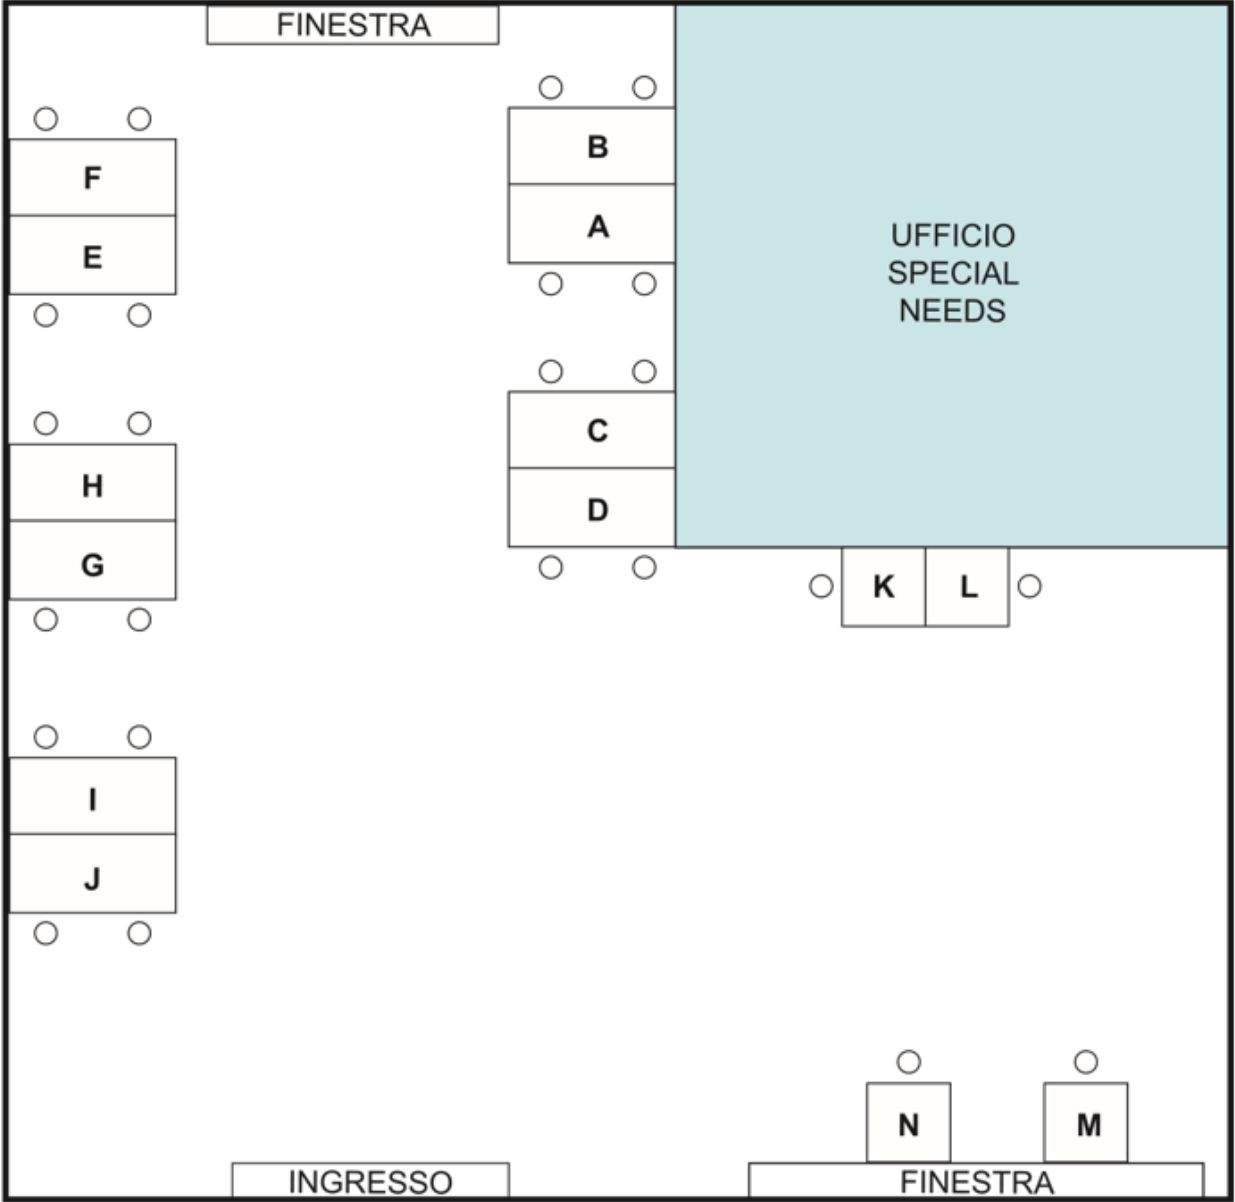 FINESTRA
B
F
A
UFFICIO
SPECIAL
NEEDS
E
C
H
D
G
K L
I
J
N M
INGRESSO FINESTRA